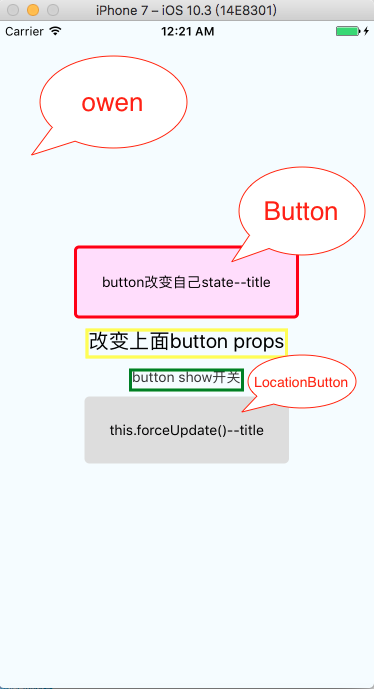 iPhone 7 – iOS 10.3 (14E8301)
Carrier 12:21 AM
owen
Button
button改变自己state--title
改变上面button props
button show开关
LocationButton
this.forceUpdate()--title